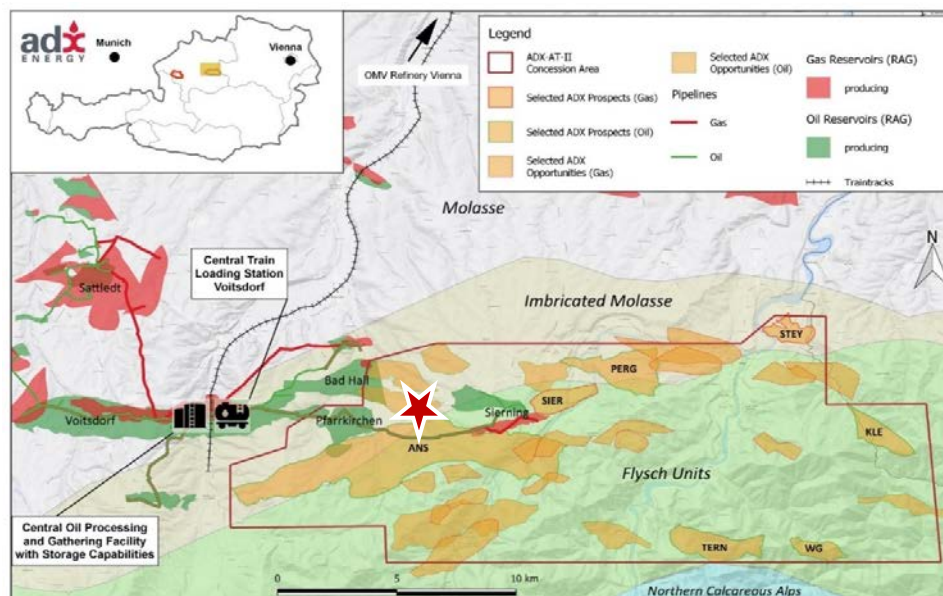 adx
ENERGY
Munich
Vienna
OMV Refinery Vienna
Legend
ADX-AT-II
Concession
Area
Selected ADX Prospects (Gas)
Selected ADX Prospects (Oil)
Selected ADX
Opportunities (Gas)
Selected ADX
Opportunities (Oil)
Pipelines
Gas
Oil
Gas Reservoirs (RAG)
producing
Oil Reservoirs (RAG)
producing
Traintracks
N
Molasse
Central Train
Loading Station
Voitsdorf
Sattledt
Imbricated Molasse
STEY
PERG
Bad Hall
SIER
Voitsdorf
Pfarrkirchen
Sierning
KLE
ANS
Flysch Units
Central Oil Processing
and Gathering Facility
with Storage Capabilities
TERN
WG
0
5
10 km
Northern Calcareous Alps